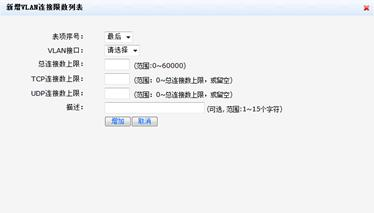 新增VLAN连接限数列表
表项序号： 最后
VLAN接口： 请选择
总连接数上限： (范围:0~60000)
TCP连接数上限： (范围: 0~总连接数上限，或留空)
UDP连接数上限： (范围: 0~总连接数上限，或留空)
描述： (可选,范围:1~15个字符)
增加 取消